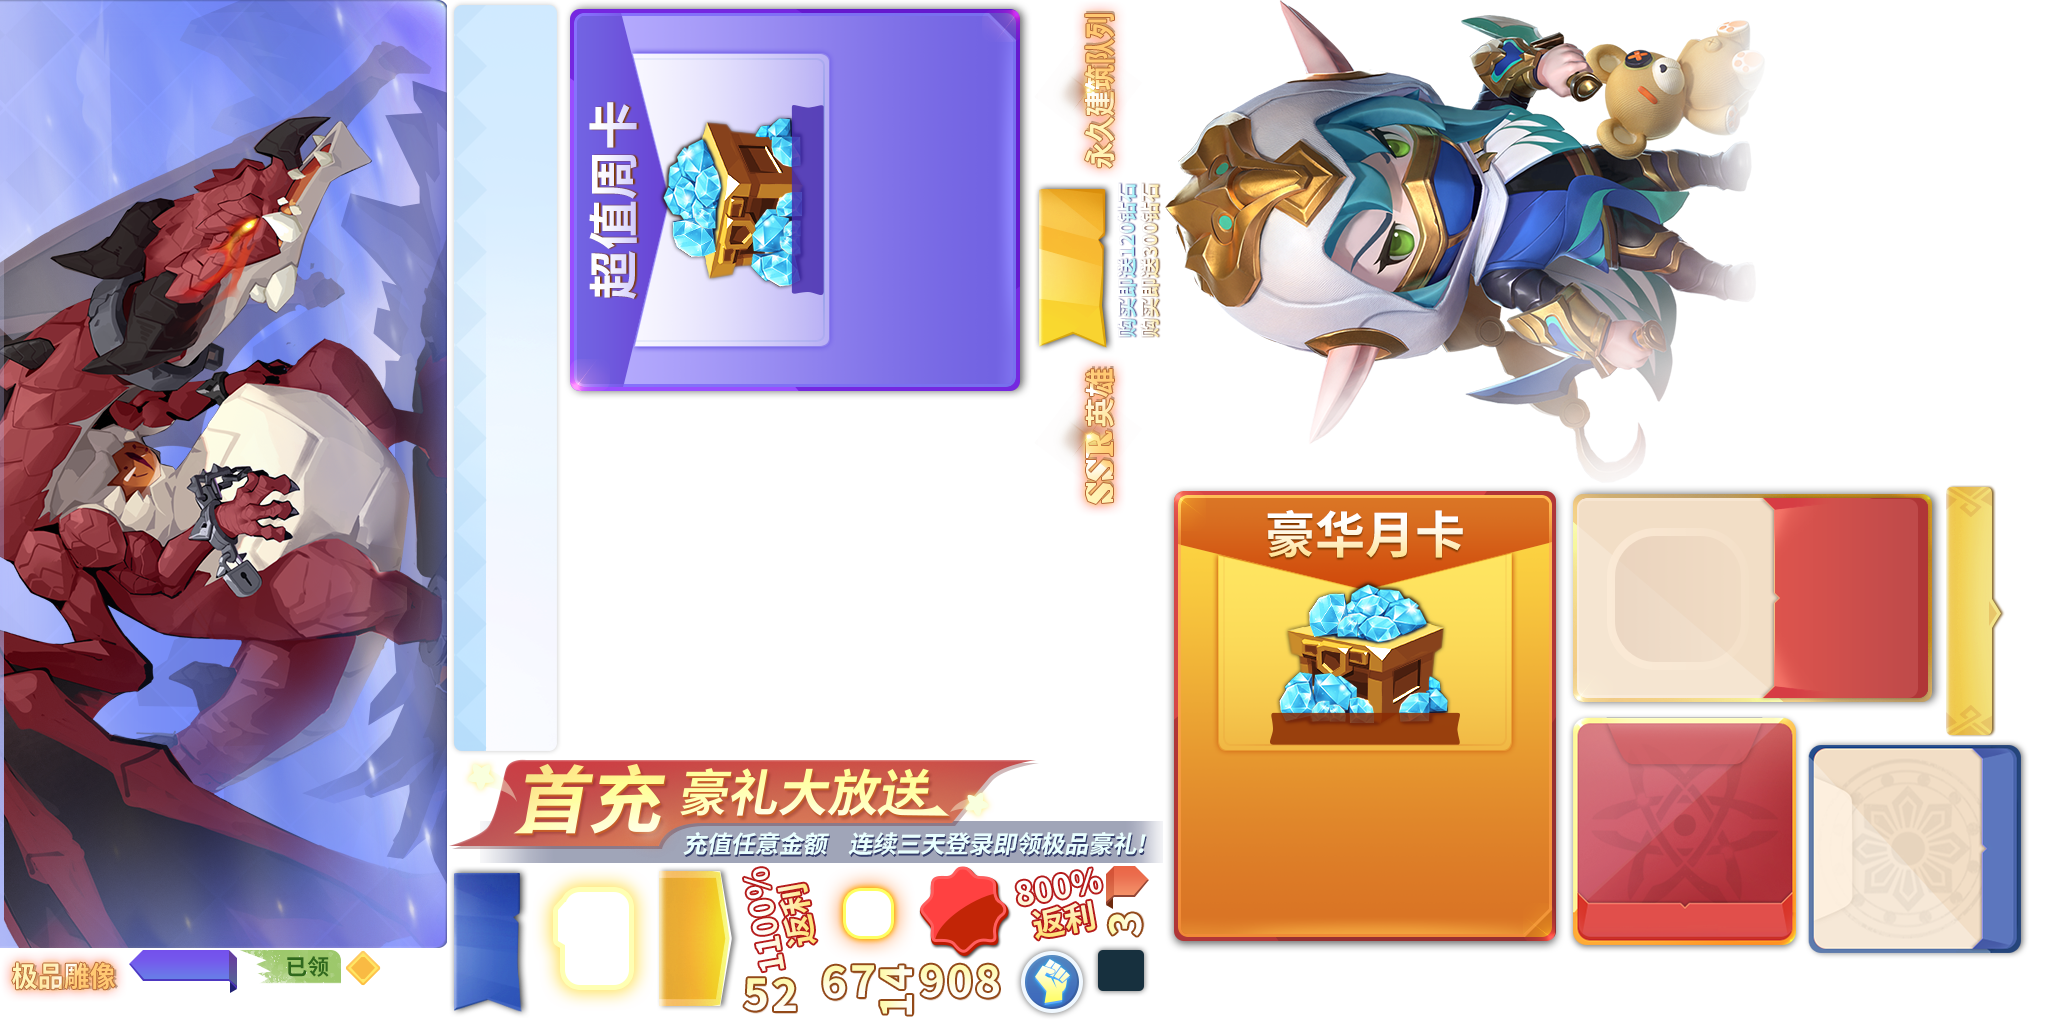 超值周卡
永久建筑队列
购买即送120钻石
购买即送300钻石
SSR英雄
豪华月卡
首充 豪礼大放送
充值任意金额 连续三天登录即领极品豪礼!
1100%
返利
800%
返利
3
52
67
14
908
极品雕像
已领